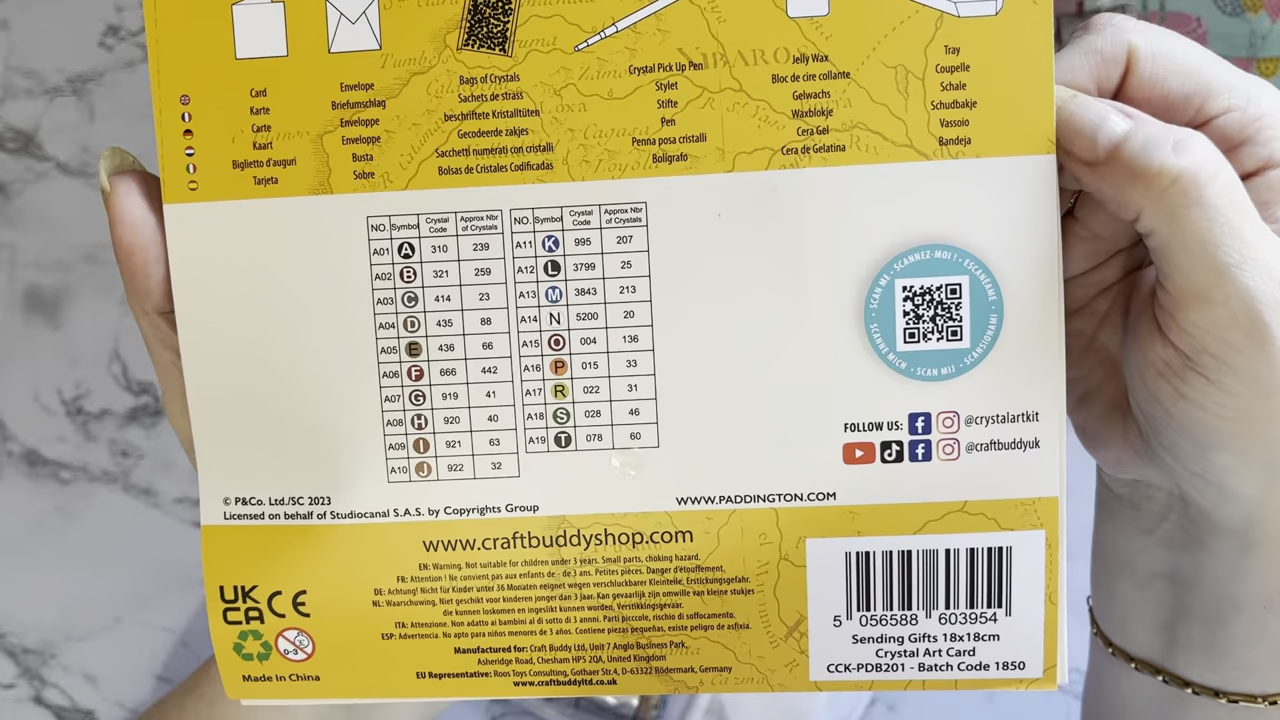 Card
Karte
Carte
Kaart
Biglietto d'auguri
Tarjeta
Envelope
Briefumschlag
Enveloppe
Enveloppe
Busta
Sobre
Bags of Crystals
Sachets de strass
beschriftete Kristalitüten
Gecodeerde zakjes
Sacchetti numerati con cristalli
Bolsas de Cristales Codificadas
Crystal Pick Up Pen
Stylet
Stifte
Pen
Penna posa cristalli
Bolígrafo
Jelly Wax
Bloc de cire collante
Gelwachs
Waxblokje
Cera Gel
Cera de Gelatina
Tray
Coupelle
Schale
Schudbakje
Vassoio
Bandeja
NO. Symbol Crystal Code Approx Nbr of Crystals
A01 A 310 239
A02 B 321 259
A03 C 414 23
A04 D 435 88
A05 E 436 66
A06 F 666 442
A07 G 919 41
A08 H 920 40
A09 I 921 63
A10 J 922 32
NO. Symbol Crystal Code Approx Nbr of Crystals
A11 K 995 207
A12 L 3799 25
A13 M 3843 213
A14 N 5200 20
A15 O 004 136
A16 P 015 33
A17 R 022 31
A18 S 028 46
A19 T 078 60
SCAN ME • SCANNEZ-MOI ! • ESCANÉAME • SCANSIONAMI • SCAN MIJ • SCANNE MICH •
FOLLOW US: @crystalartkit
@craftbuddyuk
© P&Co. Ltd./SC 2023
Licensed on behalf of Studiocanal S.A.S. by Copyrights Group
WWW.PADDINGTON.COM
www.craftbuddyshop.com
EN: Warning. Not suitable for children under 3 years. Small parts, choking hazard.
FR: Attention ! Ne convient pas aux enfants de - de 3 ans. Petites pièces. Danger d'étouffement.
DE: Achtung! Nicht für Kinder unter 36 Monaten eeignet wegen verschluckbarer Kleinteile, Erstickungsgefahr.
NL: Waarschuwing, Niet geschikt voor kinderen jonger dan 3 jaar. Kan gevaarlijk zijn omwille van kleine stukjes
die kunnen loskomen en ingeslikt kunnen worden, Verstikkingsgevaar.
ITA: Attenzione. Non adatto ai bambini al di sotto di 3 annni. Parti picccole, rischio di soffocamento.
ESP: Advertencia. No apto para niños menores de 3 años. Contiene piezas pequeñas, existe peligro de asfixia.
Manufactured for: Craft Buddy Ltd, Unit 7 Anglo Business Park,
Asheridge Road, Chesham HP5 2QA, United Kingdom
EU Representative: Roos Toys Consulting, Gothaer Str.4, D-63322 Rödermark, Germany
www.craftbuddyltd.co.uk
UK
CA CE
0-3
Made In China
5 056588 603954
Sending Gifts 18x18cm
Crystal Art Card
CCK-PDB201 - Batch Code 1850